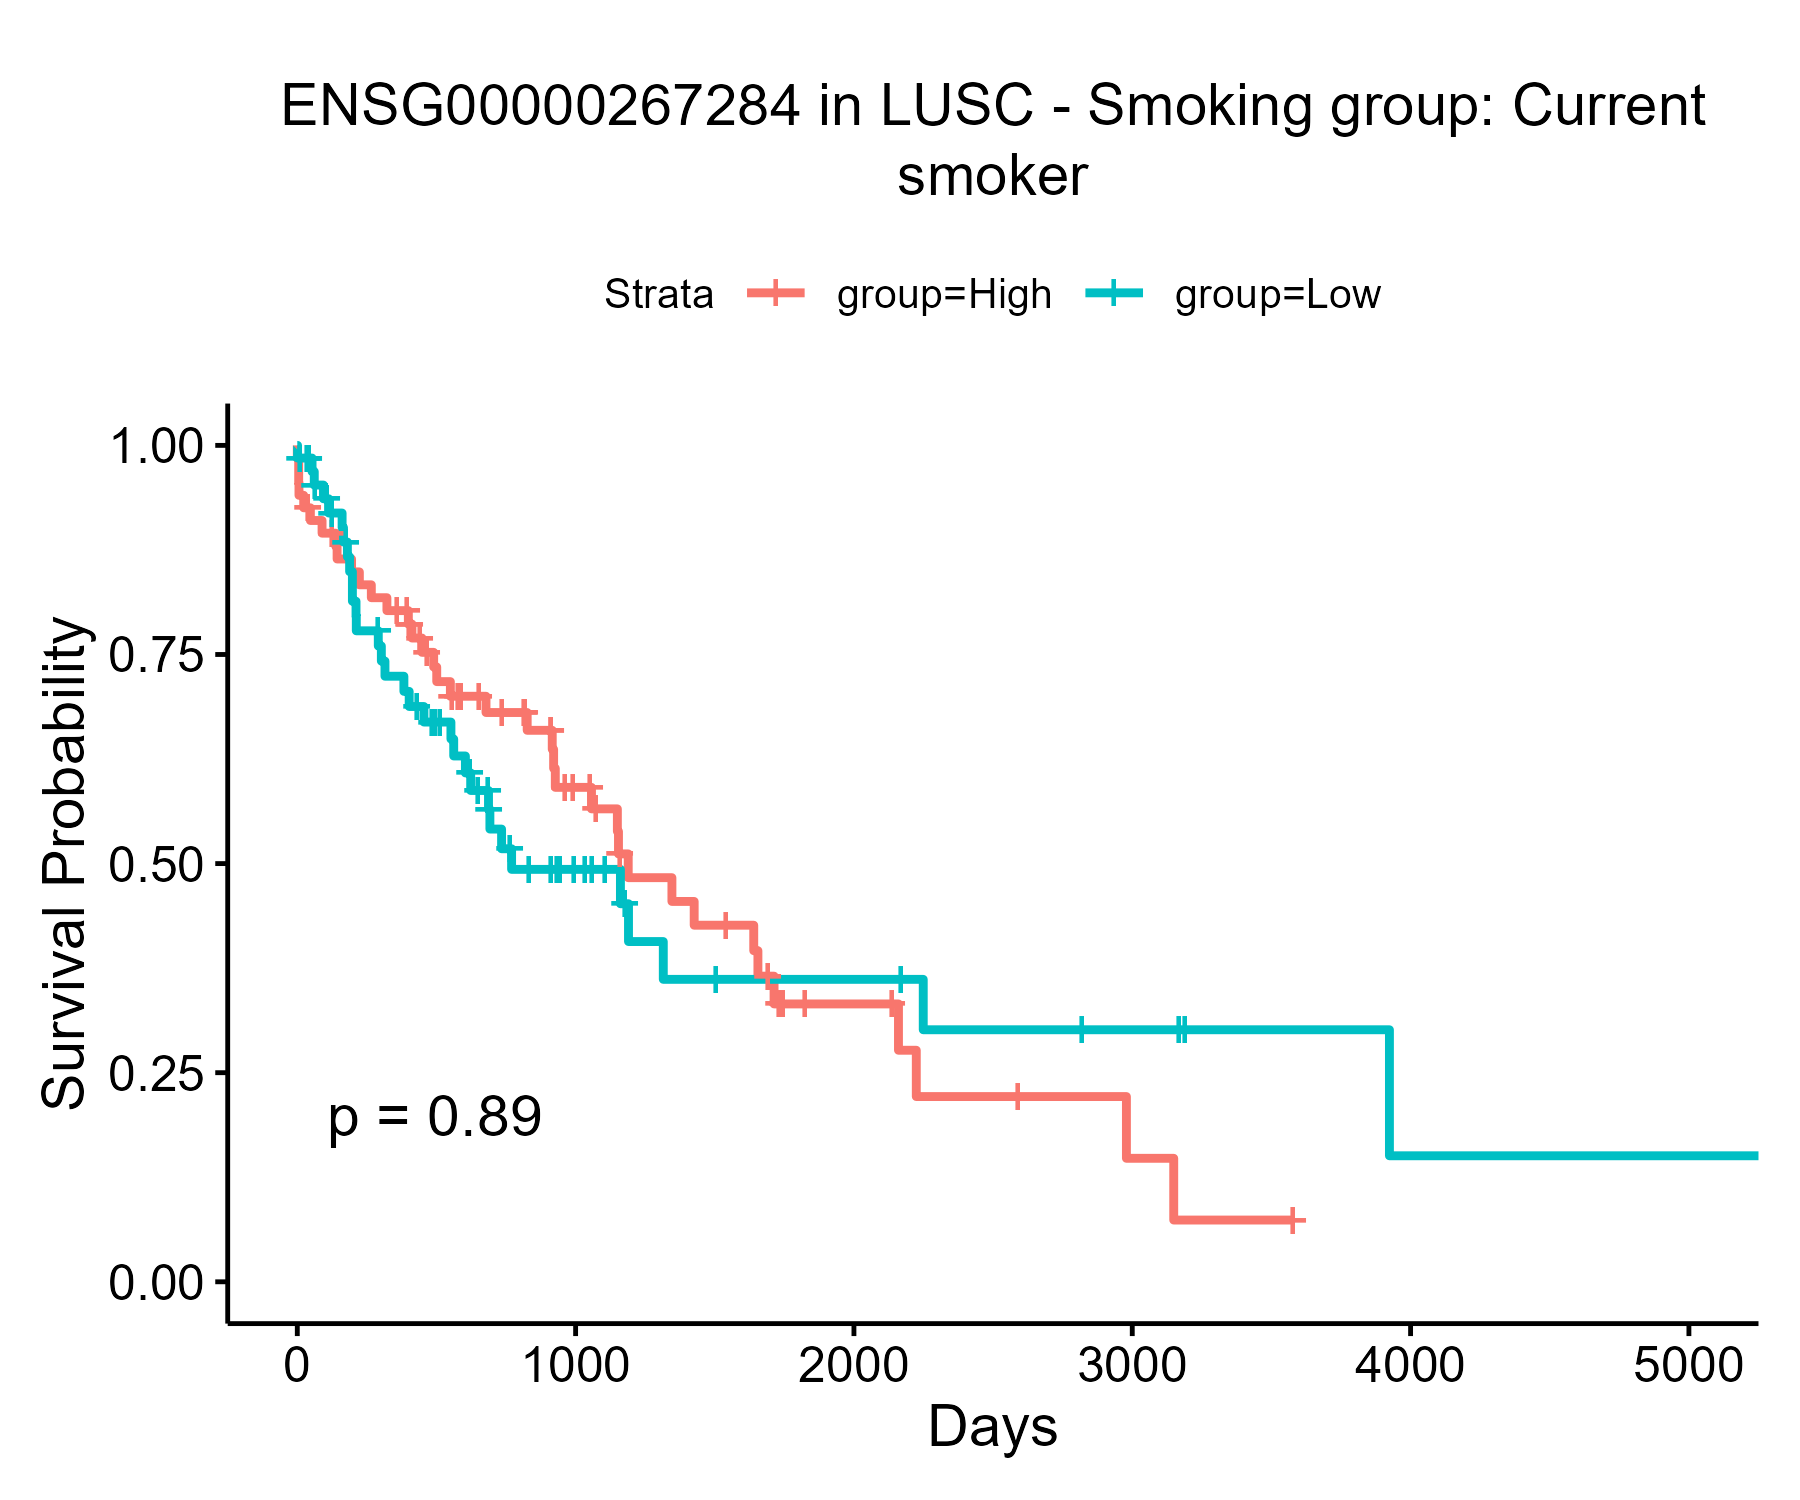 ENSG00000267284 in LUSC - Smoking group: Current
smoker
Strata group=High group=Low
Survival Probability
1.00
0.75
0.50
0.25
0.00
p = 0.89
0 1000 2000 3000 4000 5000
Days